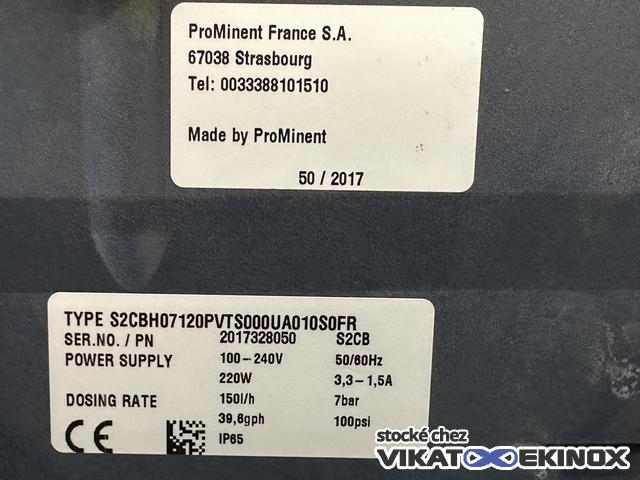 ProMinent France S.A.
67038 Strasbourg
Tel: 0033388101510
Made by ProMinent
50 / 2017
TYPE S2CBH07120PVTS000UA010S0FR
SER.NO. / PN 2017328050 S2CB
POWER SUPPLY 100-240V 50/60Hz
220W 3,3-1,5A
DOSING RATE 150l/h 7bar
39,6gph 100psi
CE IP65
stocké chez
VIKATOO EKINOX